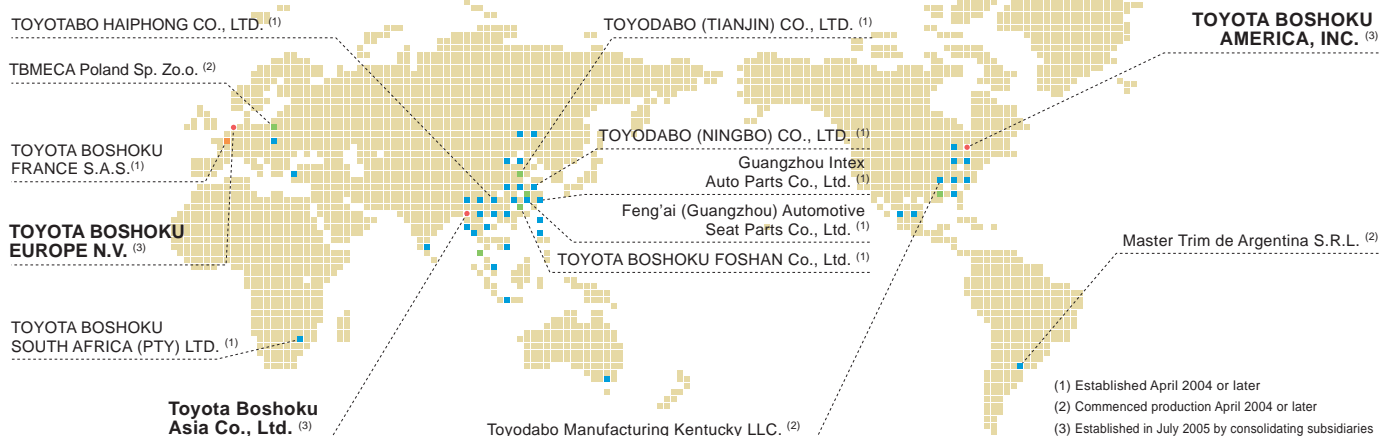 TOYOTABO HAIPHONG CO., LTD. (1)
TBMECA Poland Sp. Zo.o. (2)
TOYOTA BOSHOKU
FRANCE S.A.S.(1)
TOYOTA BOSHOKU
EUROPE N.V. (3)
TOYOTA BOSHOKU
SOUTH AFRICA (PTY) LTD. (1)
Toyota Boshoku
Asia Co., Ltd. (3)
TOYODABO (TIANJIN) CO., LTD. (1)
TOYODABO (NINGBO) CO., LTD. (1)
Guangzhou Intex
Auto Parts Co., Ltd. (1)
Feng'ai (Guangzhou) Automotive
Seat Parts Co., Ltd. (1)
TOYOTA BOSHOKU FOSHAN Co., Ltd. (1)
Toyodabo Manufacturing Kentucky LLC. (2)
TOYOTA BOSHOKU
AMERICA, INC. (3)
Master Trim de Argentina S.R.L. (2)
(1) Established April 2004 or later
(2) Commenced production April 2004 or later
(3) Established in July 2005 by consolidating subsidiaries